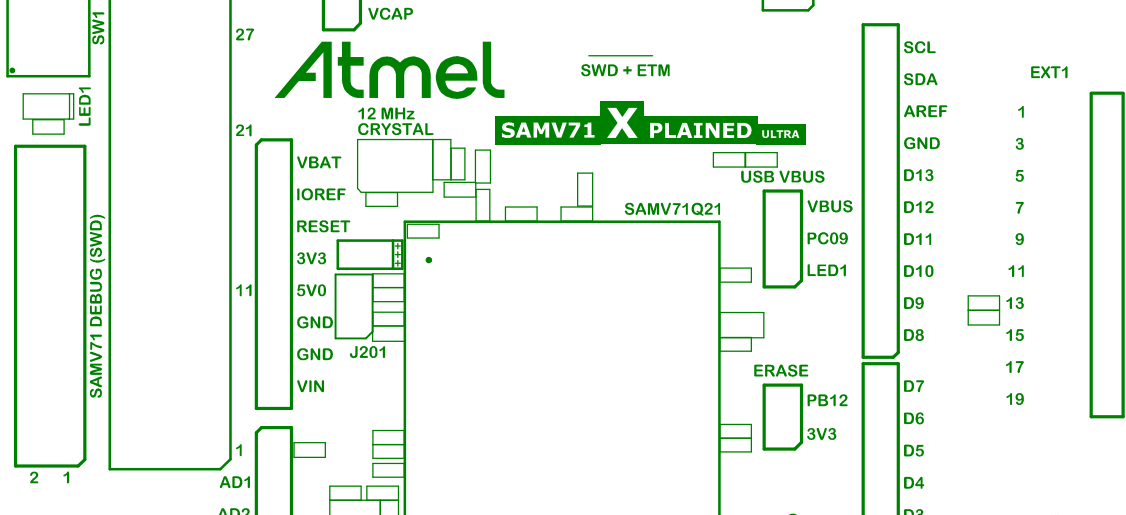 VCAP
SW1
27
Atmel
SWD + ETM
SCL
SDA
AREF
GND
D13
D12
D11
D10
D9
D8
EXT1
1
3
5
7
9
11
13
15
17
19
LED1
12 MHz
CRYSTAL
SAMV71 X PLAINED ULTRA
21
VBAT
IOREF
RESET
3V3
5V0
GND
GND
VIN
11
J201
USB VBUS
VBUS
PC09
LED1
SAMV71Q21
SAMV71 DEBUG (SWD)
ERASE
PB12
3V3
D7
D6
D5
D4
D3
1
2 1
AD1
AD2